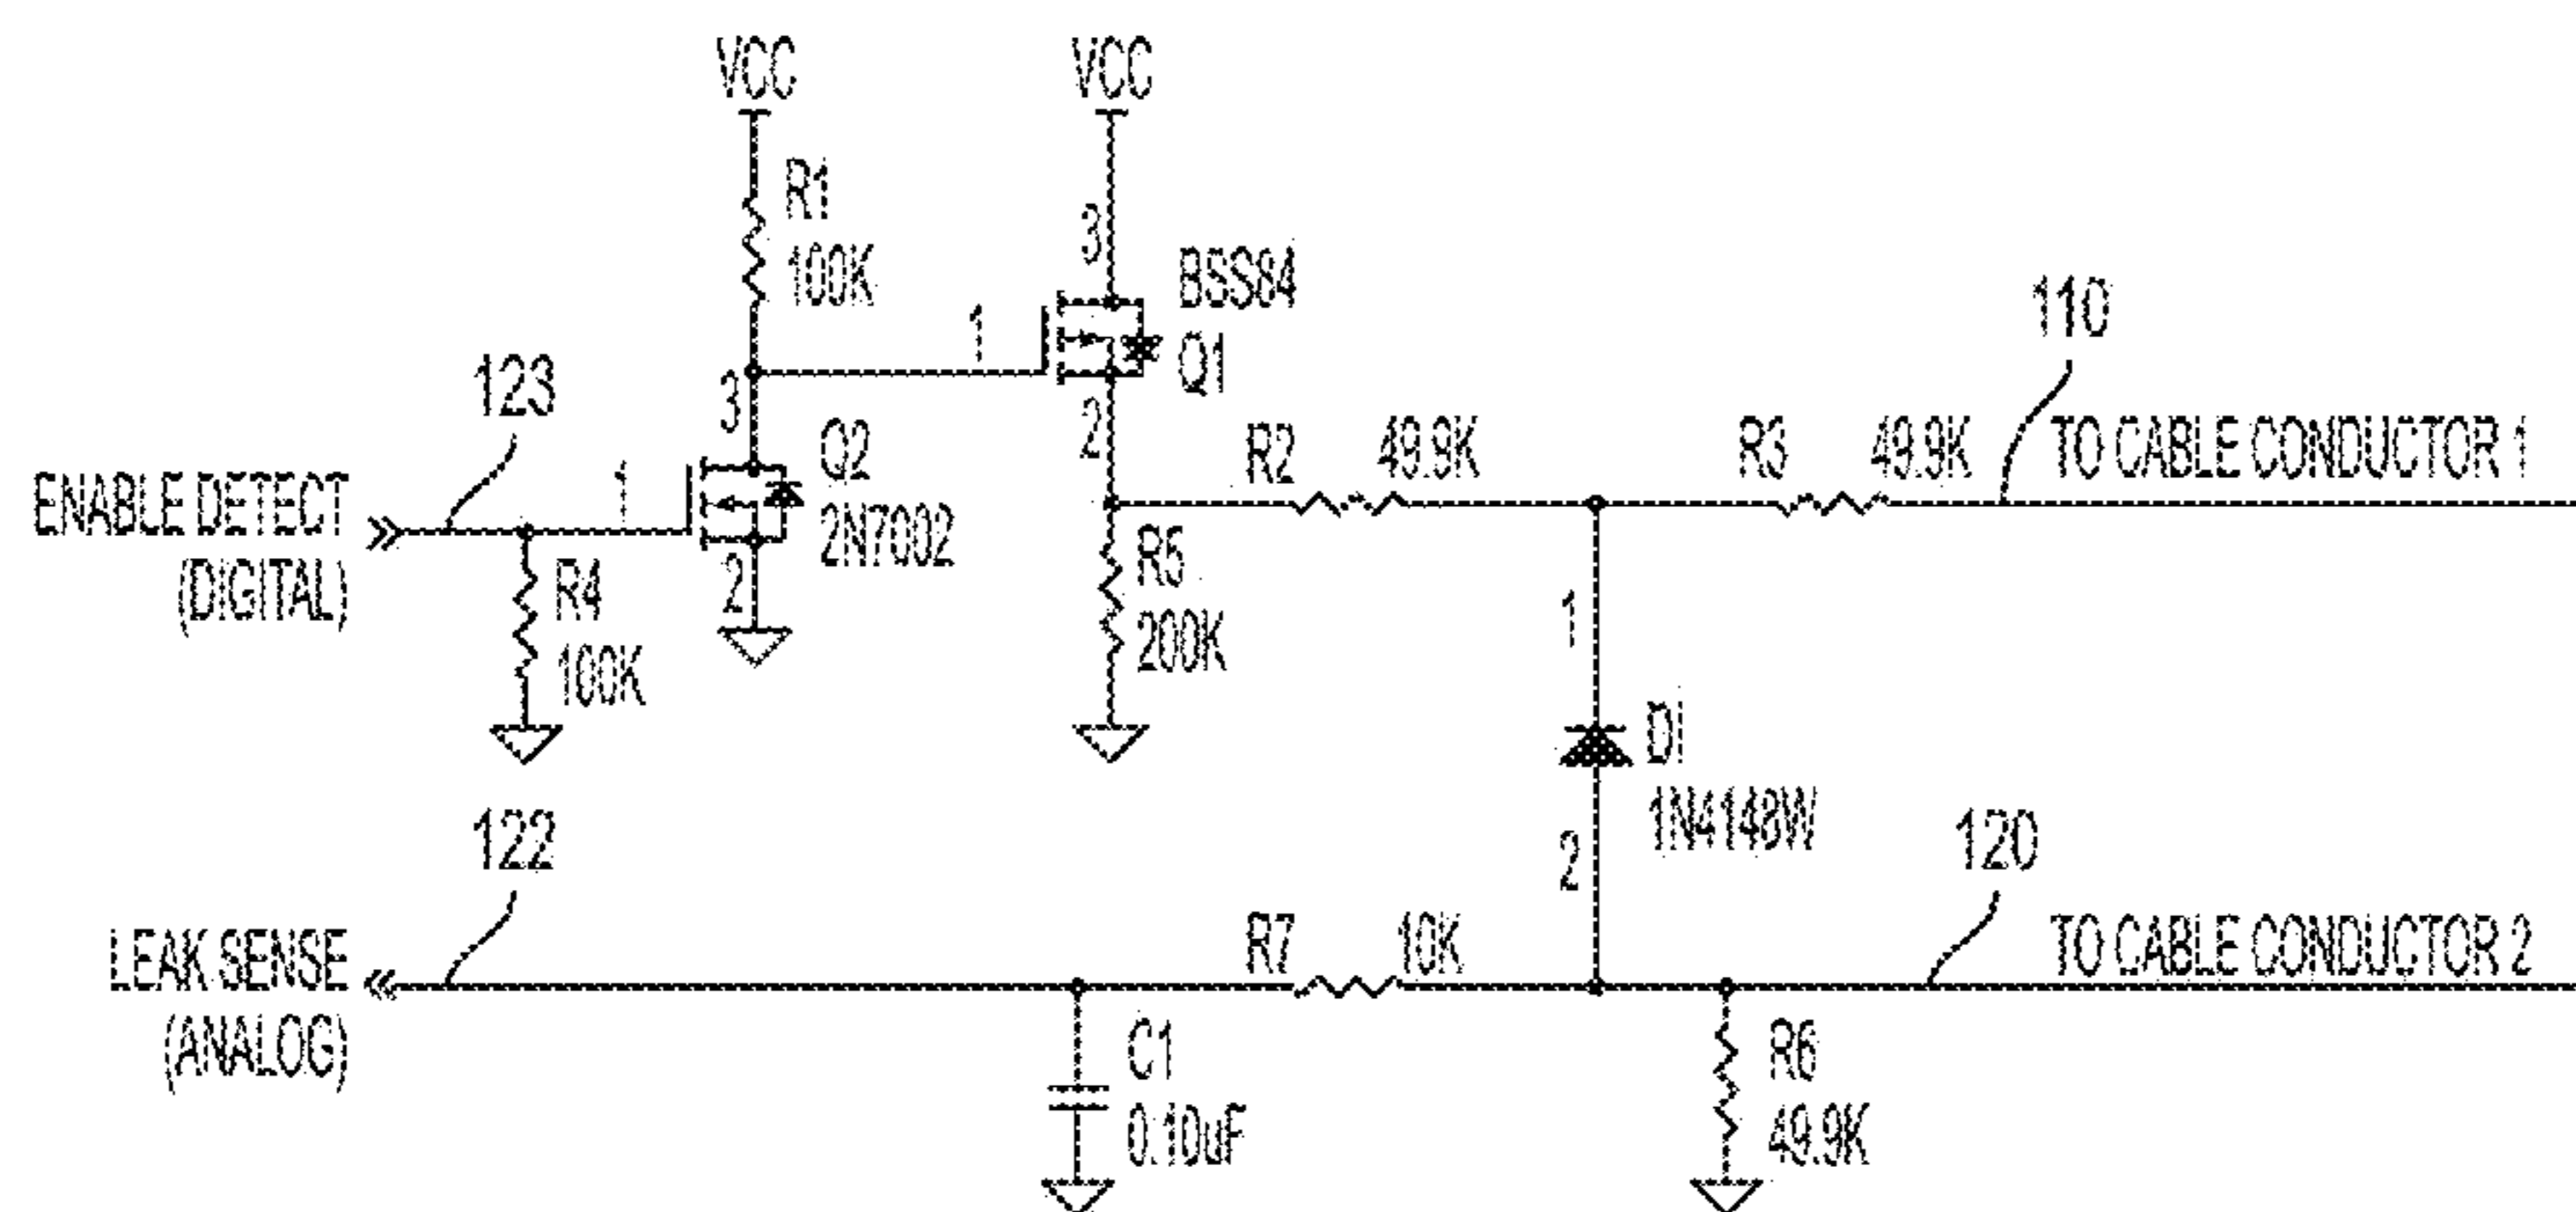 VCC
VCC
R1
100K
3
BSS84
Q1
1
2
3
123
110
ENABLE DETECT
(DIGITAL)
1
Q2
2N7002
2
R4
100K
R2
49.9K
R3
49.9K
TO CABLE CONDUCTOR 1
R5
200K
1
Di
1N4148W
2
122
120
LEAK SENSE
(ANALOG)
R7
10K
TO CABLE CONDUCTOR 2
C1
0.10uF
R6
49.9K